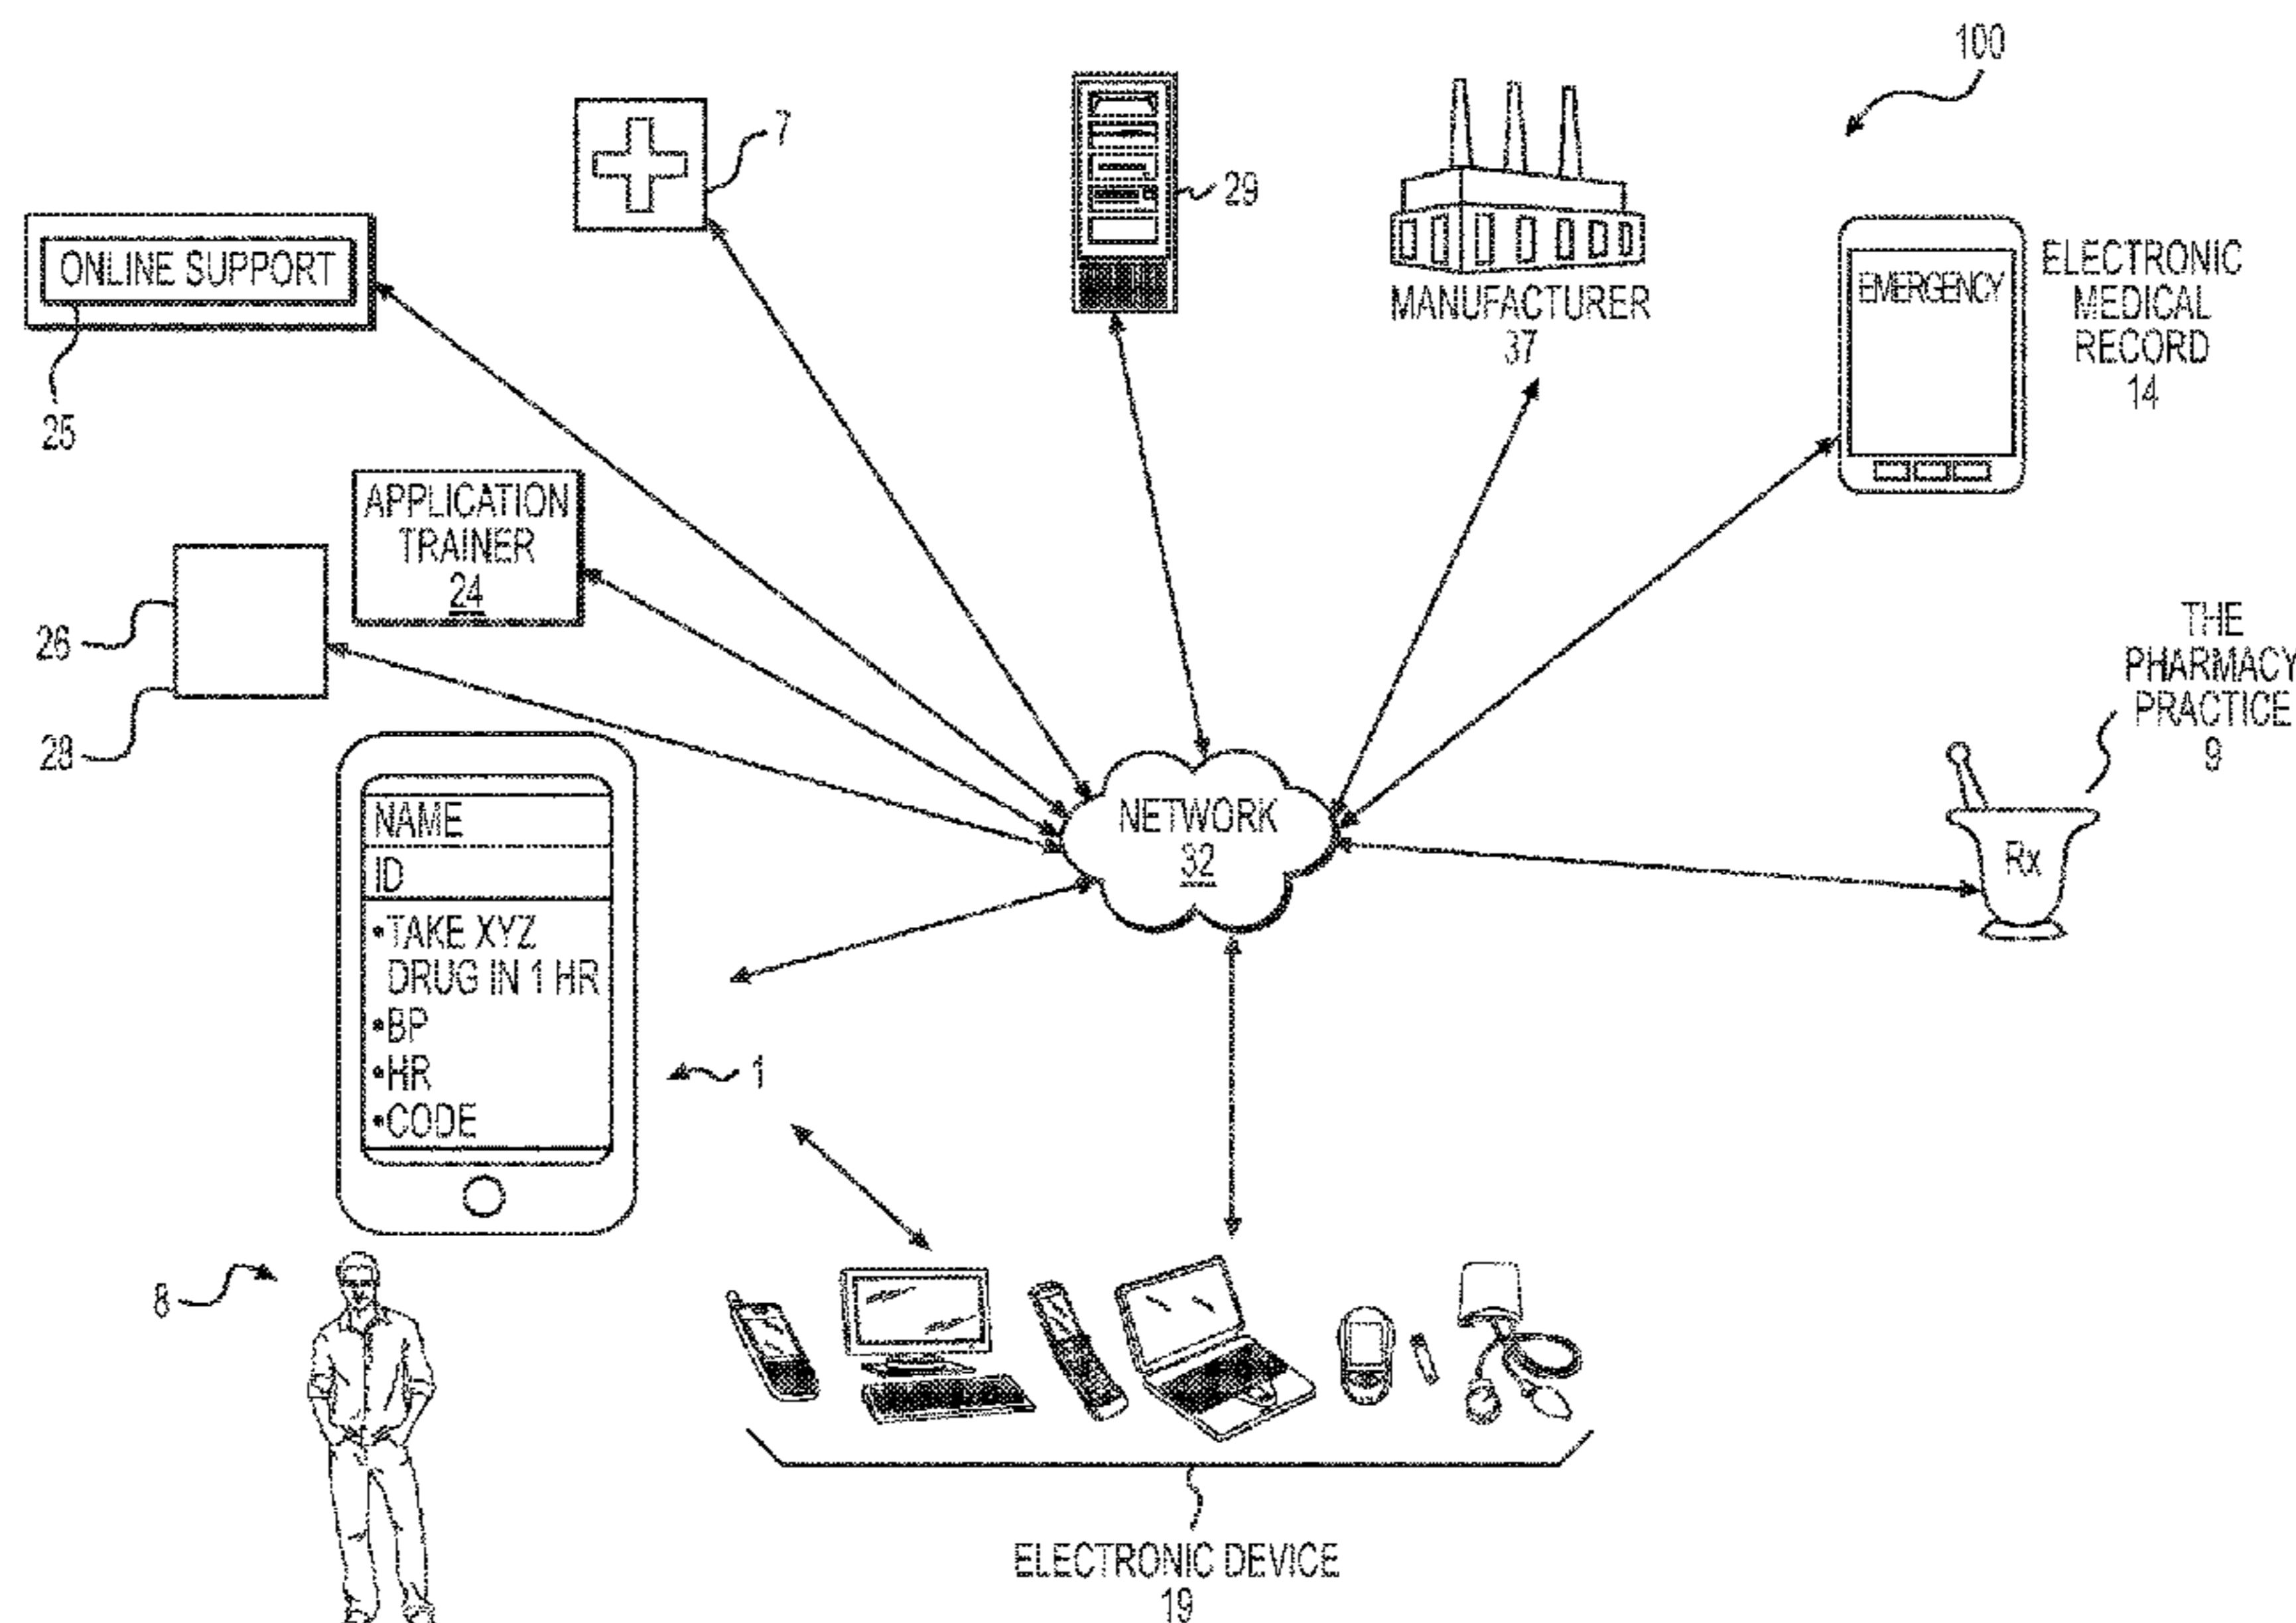 100
7
29
ONLINE SUPPORT
25
MANUFACTURER
37
EMERGENCY
ELECTRONIC
MEDICAL
RECORD
14
APPLICATION
TRAINER
24
26
28
THE
PHARMACY
PRACTICE
9
Rx
NETWORK
32
NAME
ID
•TAKE XYZ
DRUG IN 1 HR
•BP
•HR
•CODE
1
8
ELECTRONIC DEVICE
19